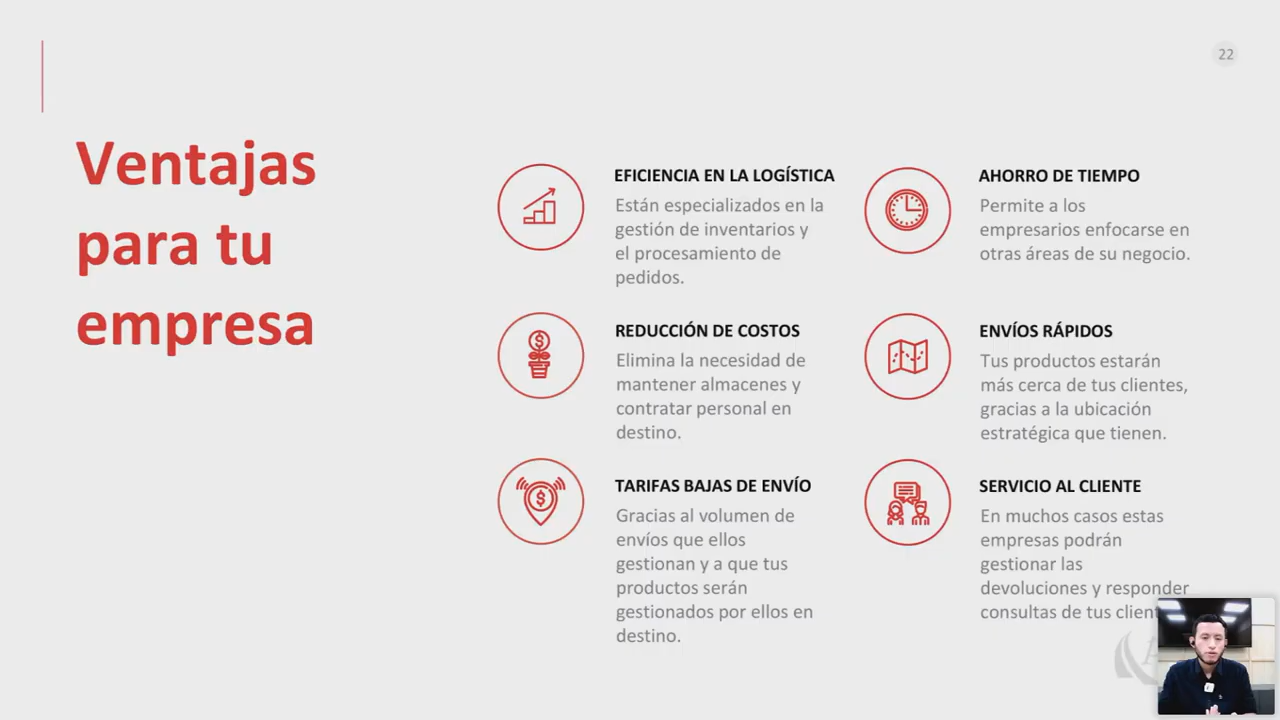 22
Ventajas
para tu
empresa
EFICIENCIA EN LA LOGÍSTICA
Están especializados en la
gestión de inventarios y
el procesamiento de
pedidos.
AHORRO DE TIEMPO
Permite a los
empresarios enfocarse en
otras áreas de su negocio.
REDUCCIÓN DE COSTOS
Elimina la necesidad de
mantener almacenes y
contratar personal en
destino.
ENVÍOS RÁPIDOS
Tus productos estarán
más cerca de tus clientes,
gracias a la ubicación
estratégica que tienen.
TARIFAS BAJAS DE ENVÍO
Gracias al volumen de
envíos que ellos
gestionan y a que tus
productos serán
gestionados por ellos en
destino.
SERVICIO AL CLIENTE
En muchos casos estas
empresas podrán
gestionar las
devoluciones y responder
consultas de tus